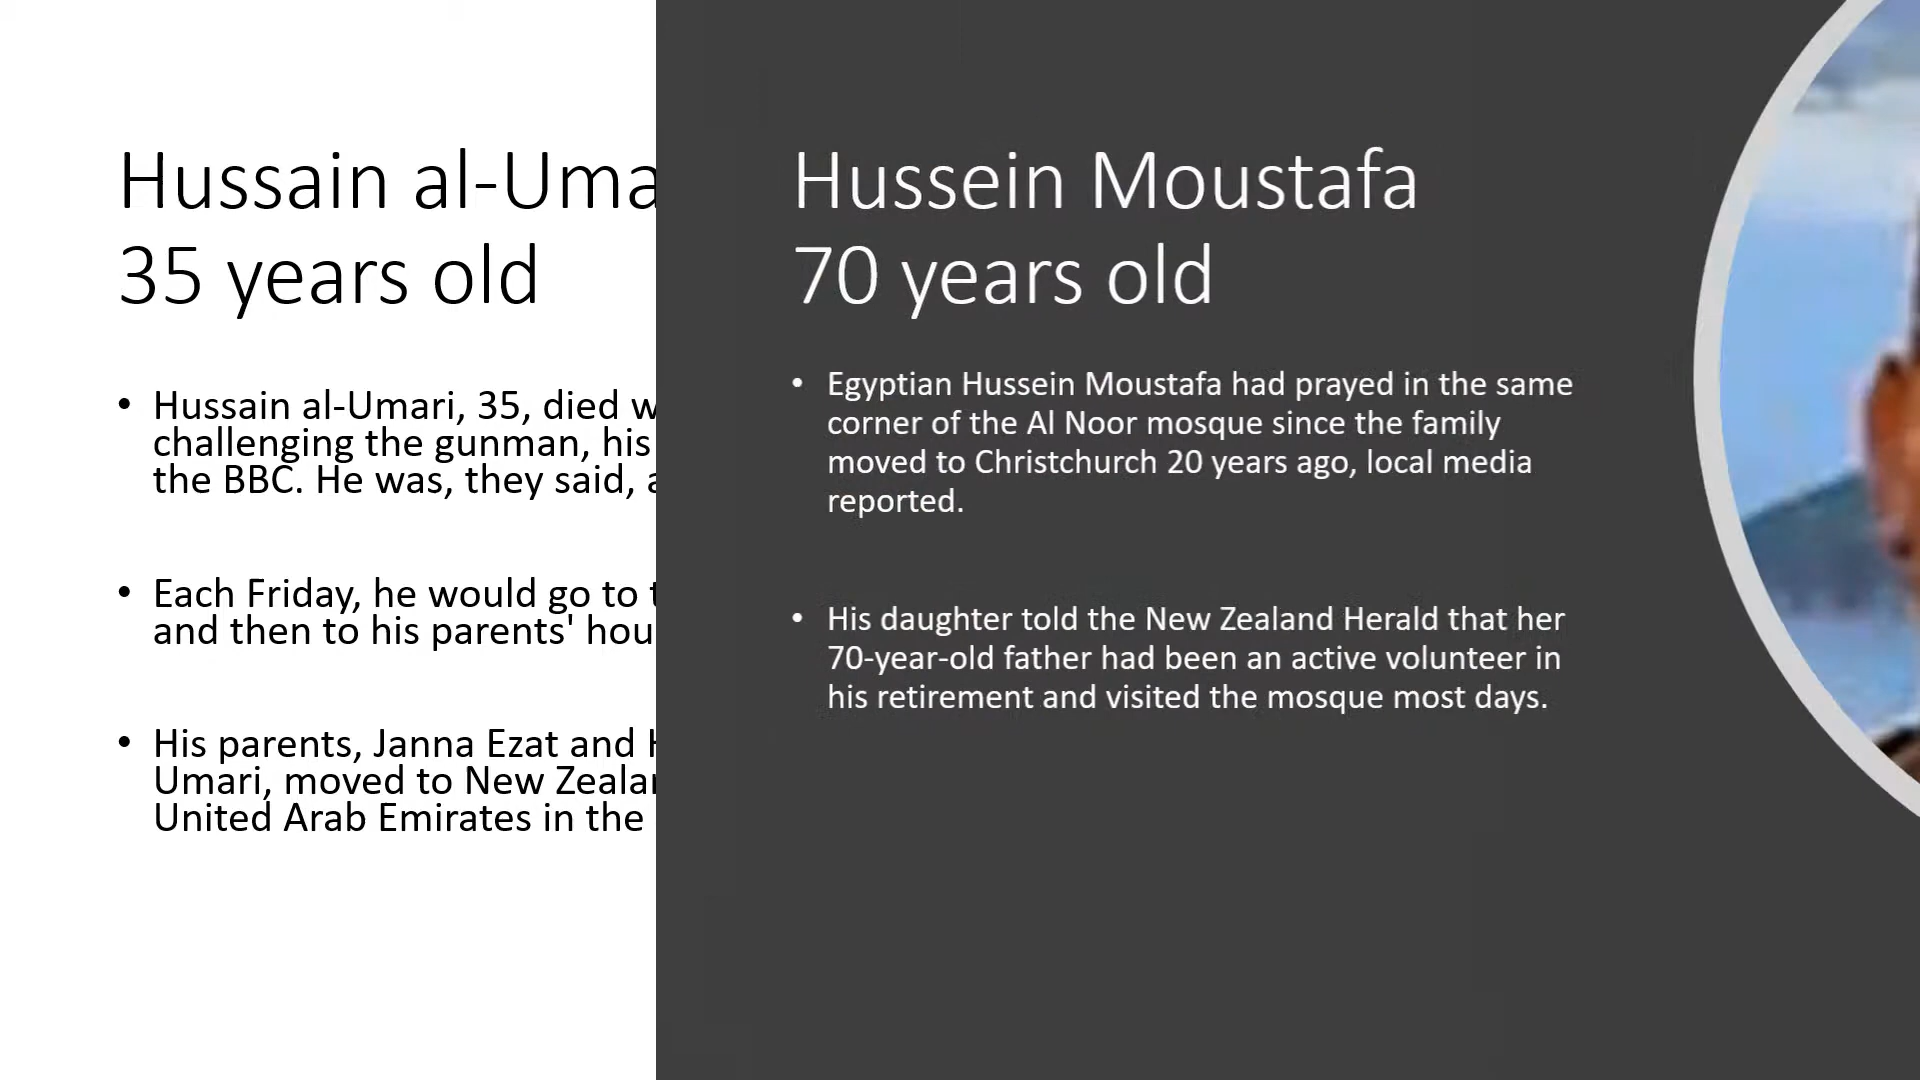 Hussain al-Uma
35 years old
• Hussain al-Umari, 35, died
challenging the gunman, his
the BBC. He was, they said,
• Each Friday, he would go to
and then to his parents' hou
• His parents, Janna Ezat and
Umari, moved to New Zealan
United Arab Emirates in the
Hussein Moustafa
70 years old
• Egyptian Hussein Moustafa had prayed in the same
corner of the Al Noor mosque since the family
moved to Christchurch 20 years ago, local media
reported.
• His daughter told the New Zealand Herald that her
70-year-old father had been an active volunteer in
his retirement and visited the mosque most days.